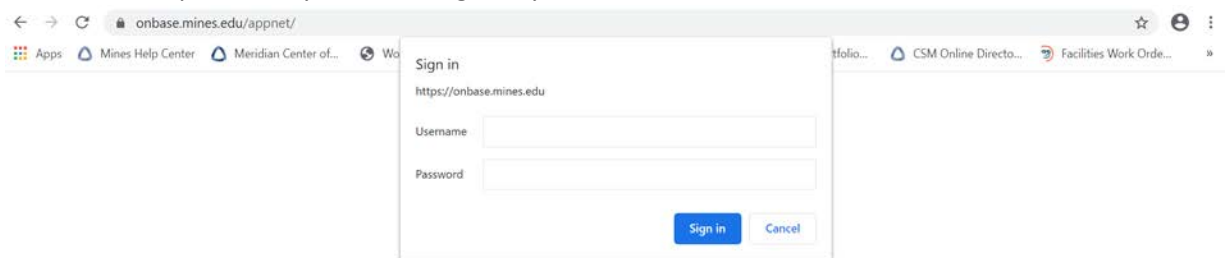 onbase.mines.edu/appnet/
Apps Mines Help Center Meridian Center of... Wo tfolio... CSM Online Directo... Facilities Work Orde... »
Sign in
https://onbase.mines.edu
Username
Password
Sign in Cancel